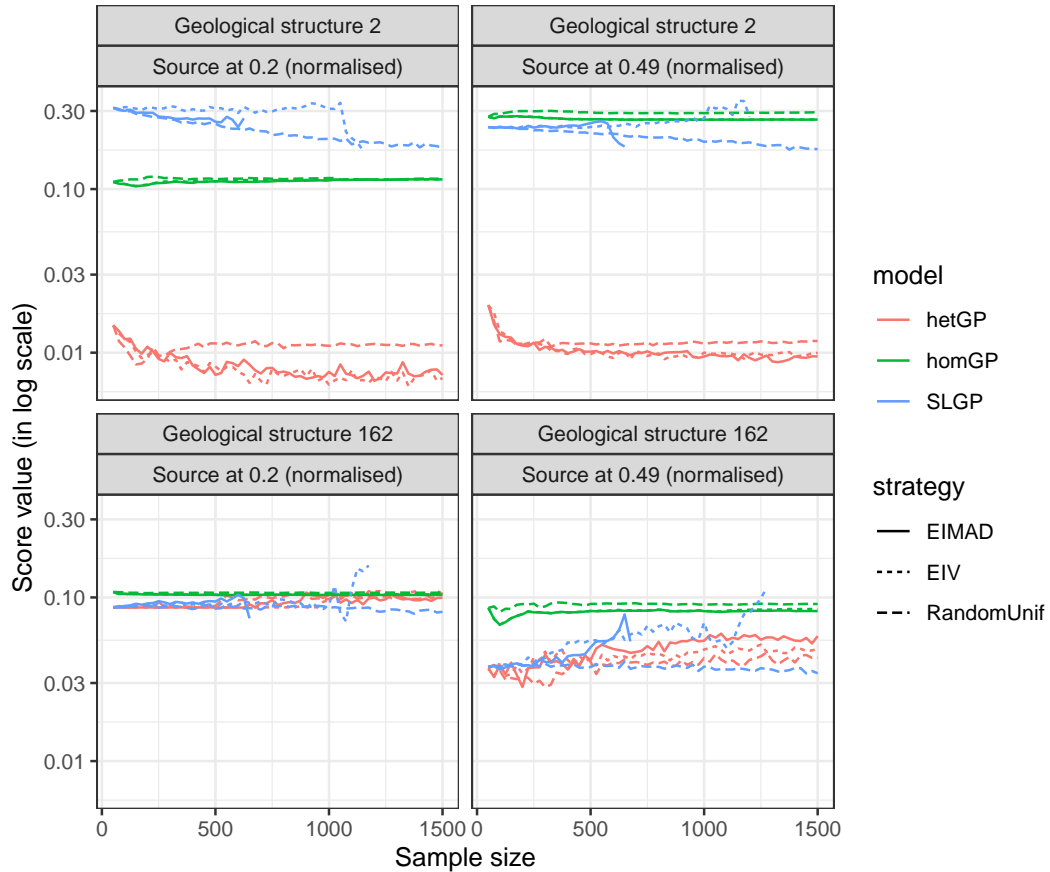 Geological structure 2
Geological structure 2
Source at 0.2 (normalised)
Source at 0.49 (normalised)
0.30
0.10
0.03
0.01
Geological structure 162
Geological structure 162
Source at 0.2 (normalised)
Source at 0.49 (normalised)
0.30
0.10
0.03
0.01
0
500
1000
1500
0
500
1000
1500
Sample size
Score value (in log scale)
model
hetGP
homGP
SLGP
strategy
EIMAD
EIV
RandomUnif